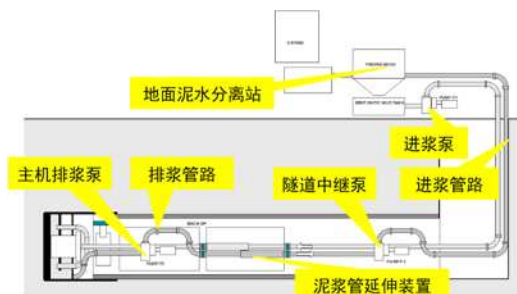 地面泥水分离站
进浆泵
主机排浆泵
排浆管路
隧道中继泵
进浆管路
泥浆管延伸装置